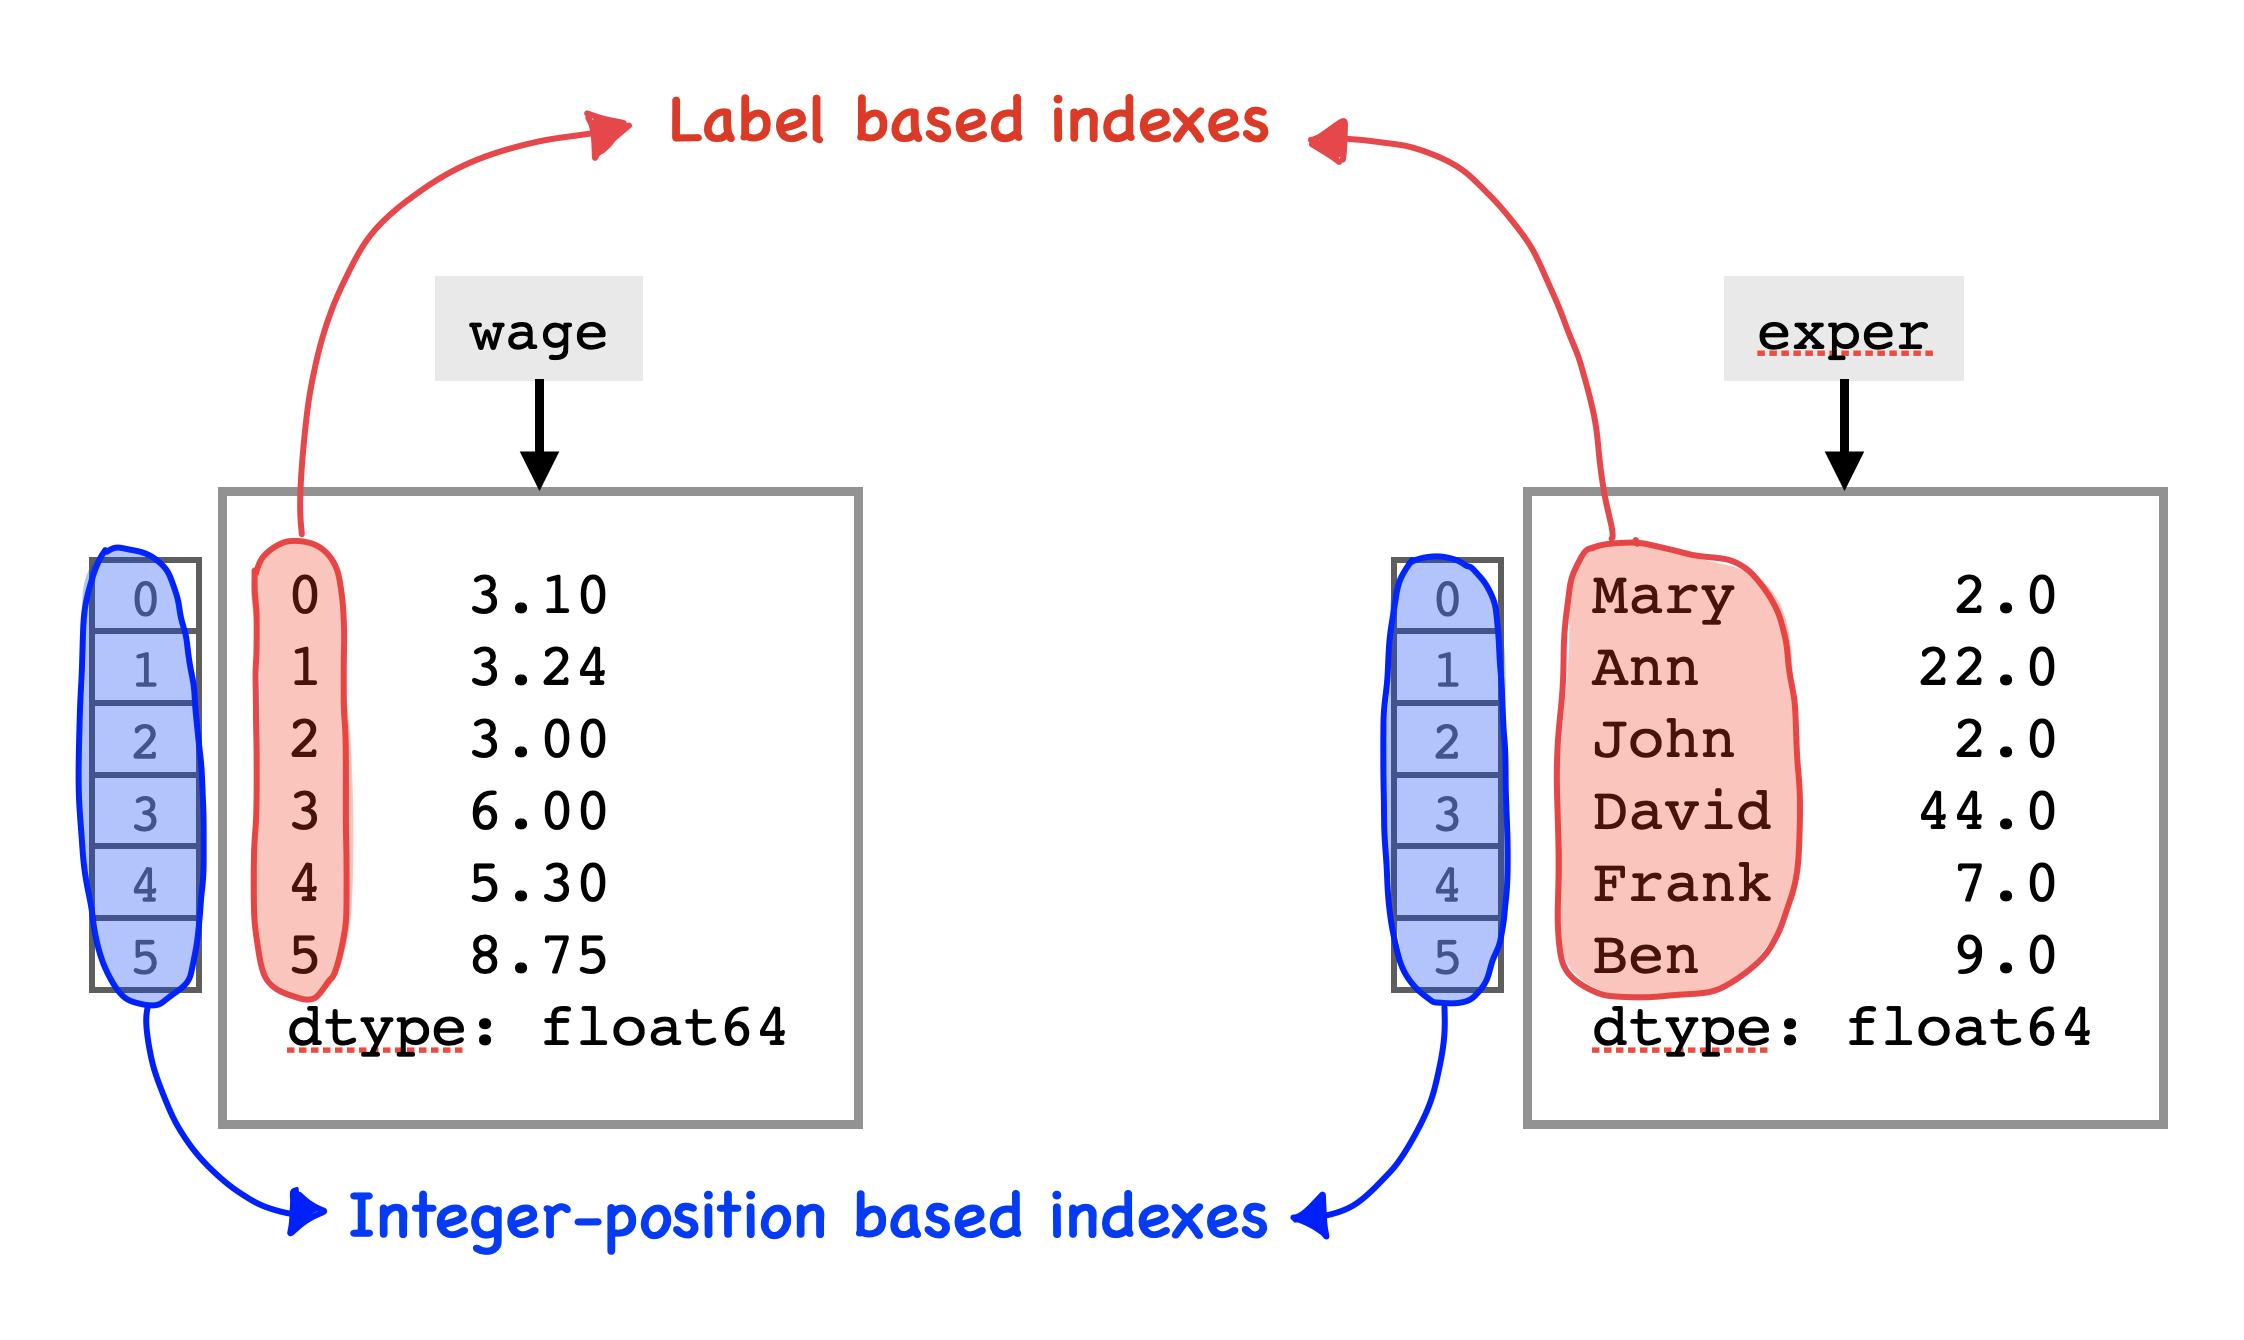 Label based indexes
wage
exper
0 0 3.10
1 1 3.24
2 2 3.00
3 3 6.00
4 4 5.30
5 5 8.75
dtype: float64
0 Mary 2.0
1 Ann 22.0
2 John 2.0
3 David 44.0
4 Frank 7.0
5 Ben 9.0
dtype: float64
Integer-position based indexes